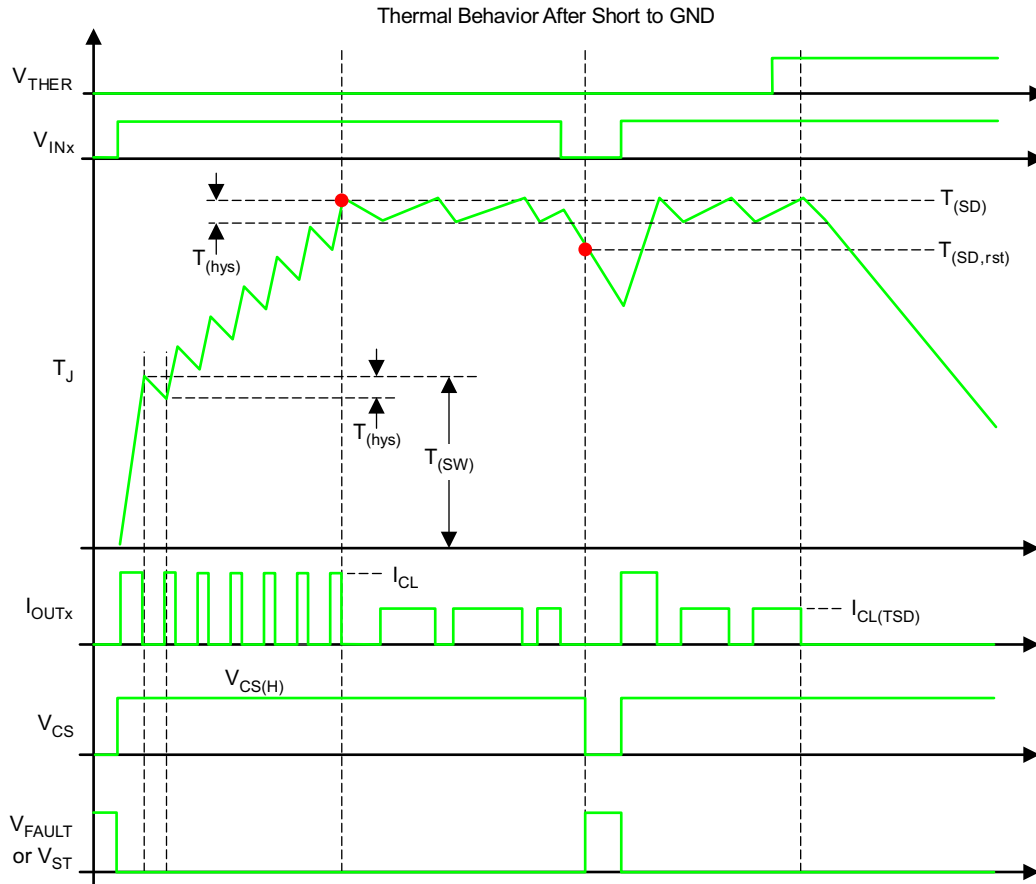 Thermal Behavior After Short to GND
VTHER
VINx
T(SD)
T(hys)
T(SD,rst)
TJ
T(hys)
T(SW)
ICL
IOUTx
ICL(TSD)
VCS(H)
VCS
VFAULT
or VST